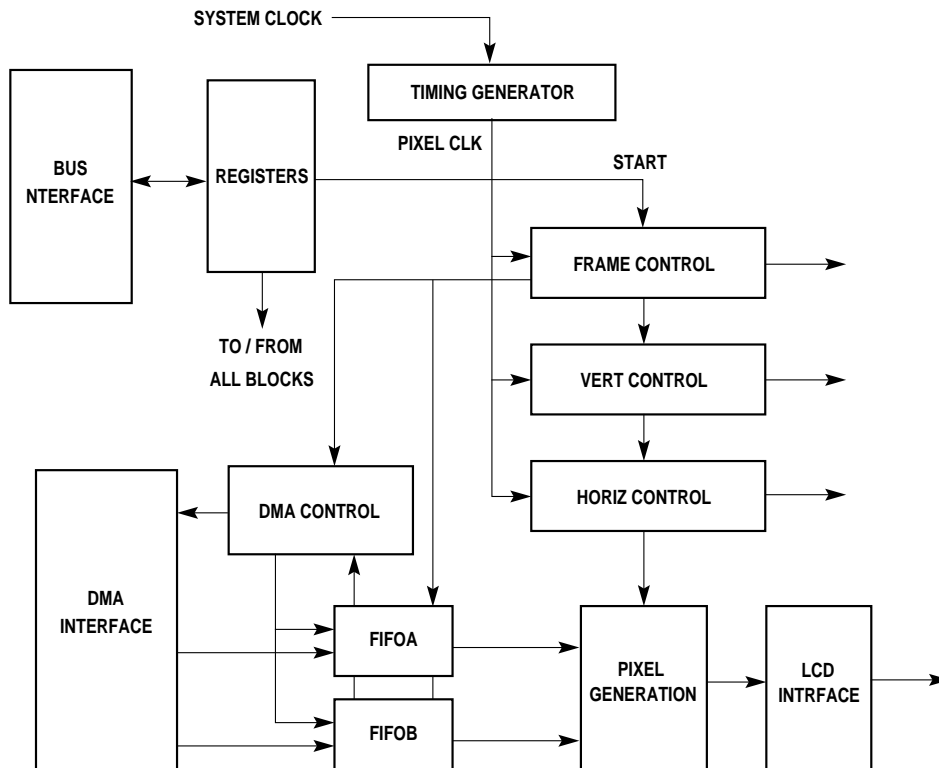 SYSTEM CLOCK
TIMING GENERATOR
PIXEL CLK
START
BUS
NTERFACE
REGISTERS
FRAME CONTROL
TO / FROM
ALL BLOCKS
VERT CONTROL
HORIZ CONTROL
DMA CONTROL
DMA
INTERFACE
FIFOA
FIFOB
PIXEL
GENERATION
LCD
INTRFACE